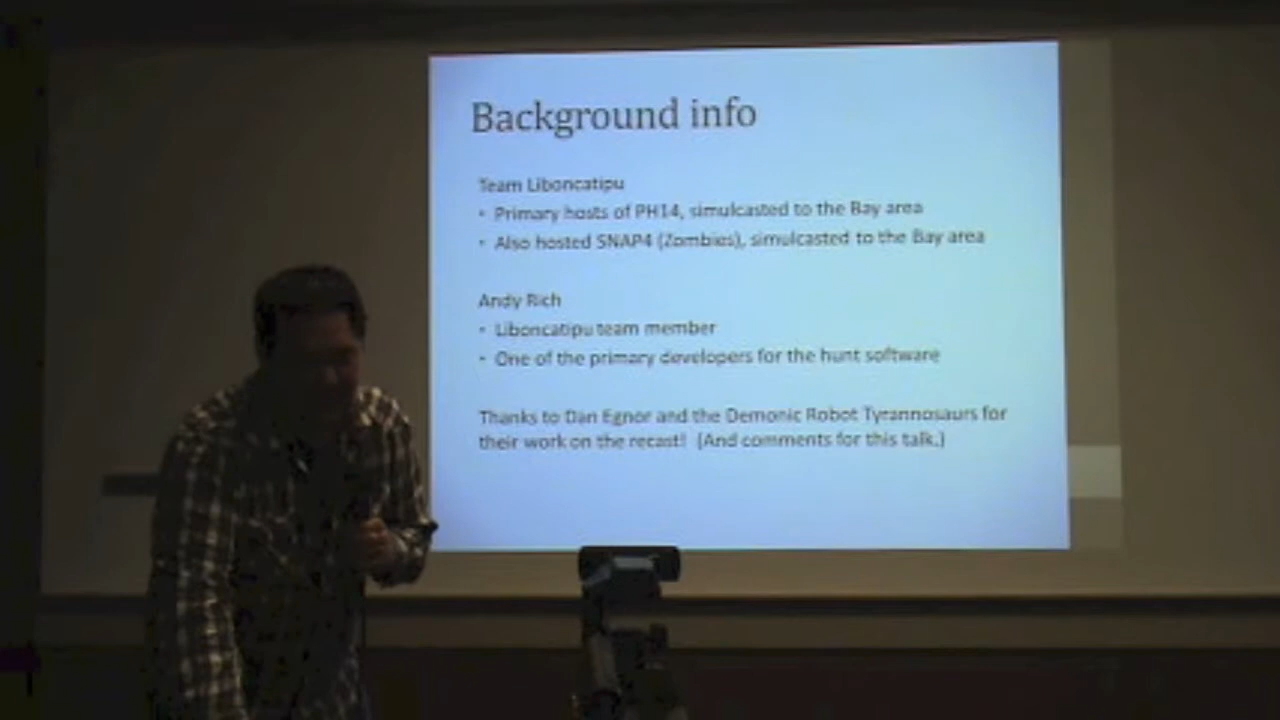 Background info
Team Liboncatipu
• Primary hosts of PH14, simulcasted to the Bay area
• Also hosted SNAP4 (Zombies), simulcasted to the Bay area
Andy Rich
• Liboncatipu team member
• One of the primary developers for the hunt software
Thanks to Dan Egnor and the Demonic Robot Tyrannosaurs for
their work on the recast! (And comments for this talk.)